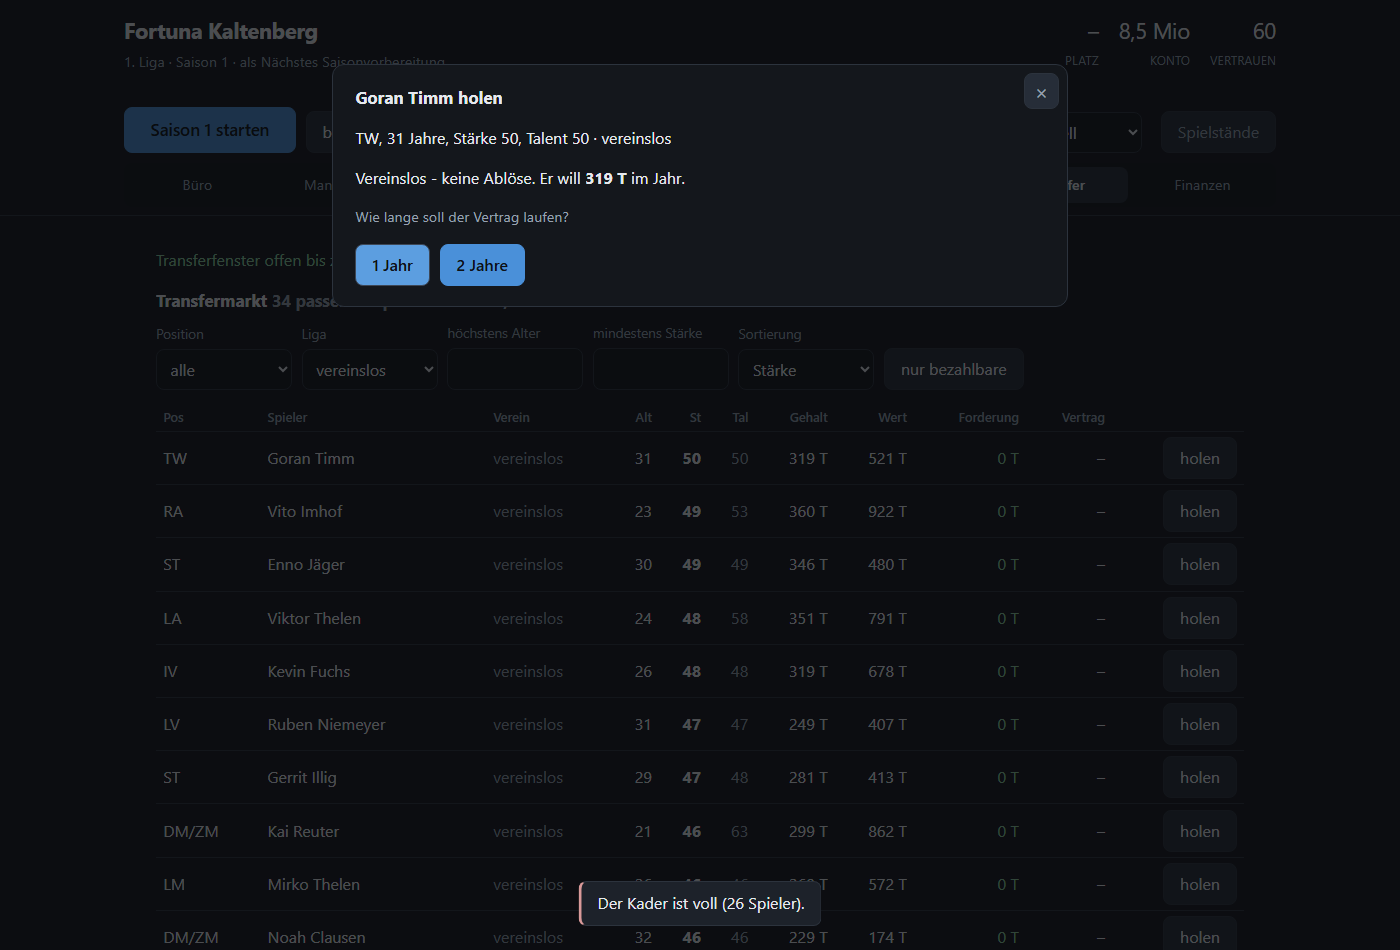 Fortuna Kaltenberg
– 8,5 Mio 60
1. Liga · Saison 1 · als Nächstes Saisonvorbereitung
PLATZ KONTO VERTRAUEN
Goran Timm holen
×
TW, 31 Jahre, Stärke 50, Talent 50 · vereinslos
Vereinslos - keine Ablöse. Er will 319 T im Jahr.
Wie lange soll der Vertrag laufen?
1 Jahr 2 Jahre
Saison 1 starten
Spielstände
Büro
Finanzen
Transferfenster offen bis
Transfermarkt 34
Position Liga höchstens Alter mindestens Stärke Sortierung
alle vereinslos Stärke nur bezahlbare
Pos Spieler Verein Alt St Tal Gehalt Wert Forderung Vertrag
TW Goran Timm vereinslos 31 50 50 319 T 521 T 0 T – holen
RA Vito Imhof vereinslos 23 49 53 360 T 922 T 0 T – holen
ST Enno Jäger vereinslos 30 49 49 346 T 480 T 0 T – holen
LA Viktor Thelen vereinslos 24 48 58 351 T 791 T 0 T – holen
IV Kevin Fuchs vereinslos 26 48 48 319 T 678 T 0 T – holen
LV Ruben Niemeyer vereinslos 31 47 47 249 T 407 T 0 T – holen
ST Gerrit Illig vereinslos 29 47 48 281 T 413 T 0 T – holen
DM/ZM Kai Reuter vereinslos 21 46 63 299 T 862 T 0 T – holen
LM Mirko Thelen vereinslos 572 T 0 T – holen
Der Kader ist voll (26 Spieler).
DM/ZM Noah Clausen vereinslos 32 46 46 229 T 174 T 0 T – holen